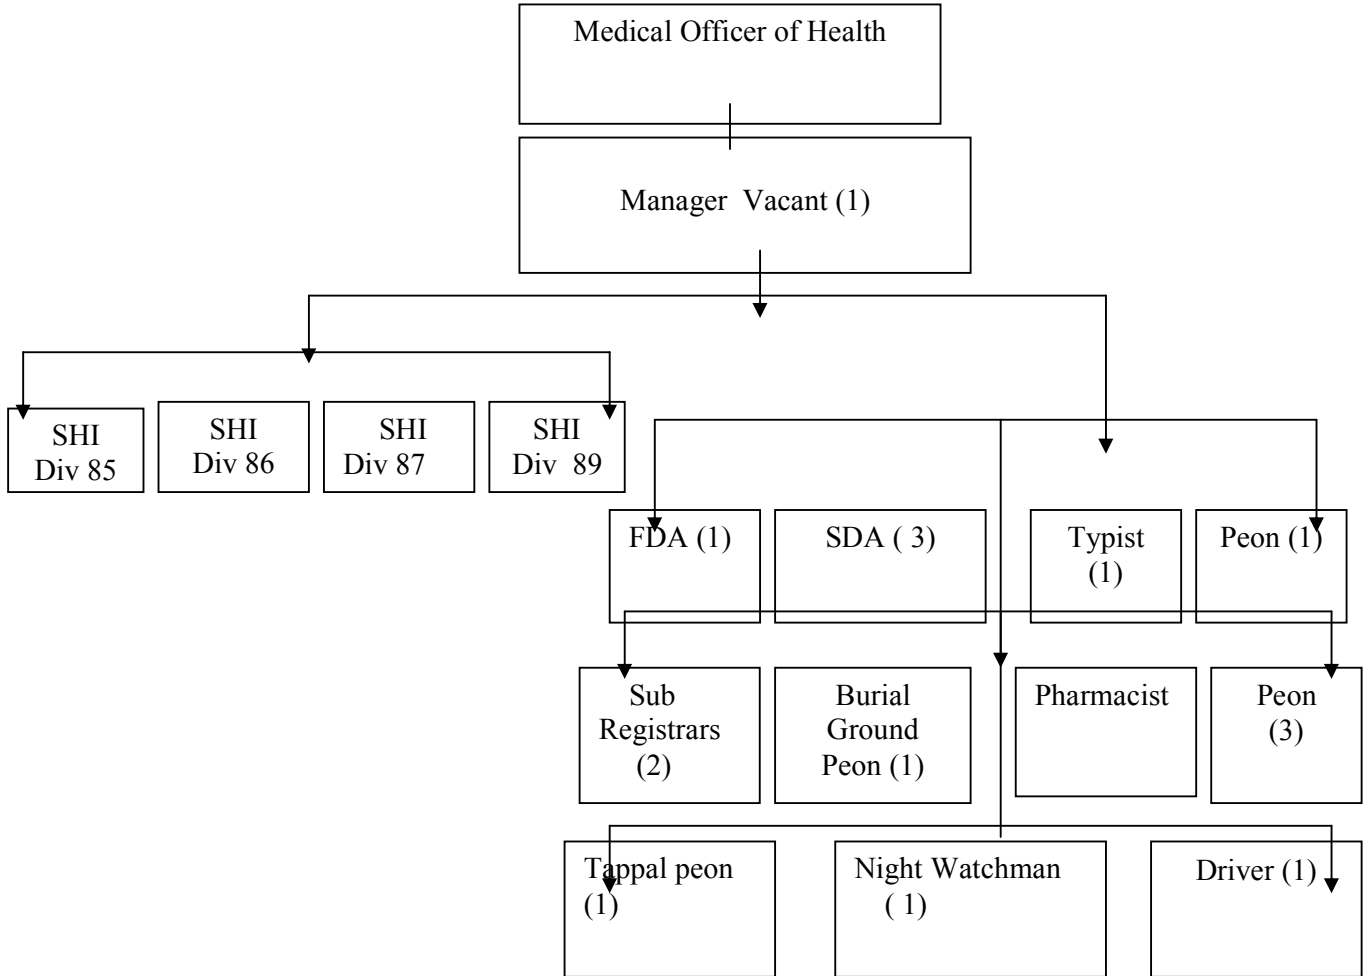 Medical Officer of Health
Manager Vacant (1)
SHI
Div 85
SHI
Div 86
SHI
Div 87
SHI
Div 89
FDA (1)
SDA ( 3)
Typist
(1)
Peon (1)
Sub
Registrars
(2)
Burial
Ground
Peon (1)
Pharmacist
Peon
(3)
Tappal peon
(1)
Night Watchman
( 1)
Driver (1)